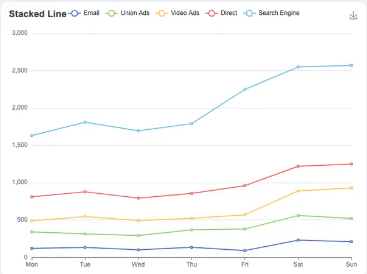 Stacked Line
Email Union Ads Video Ads Direct Search Engine
3,000
2,500
2,000
1,500
1,000
500
0
Mon Tue Wed Thu Fri Sat Sun